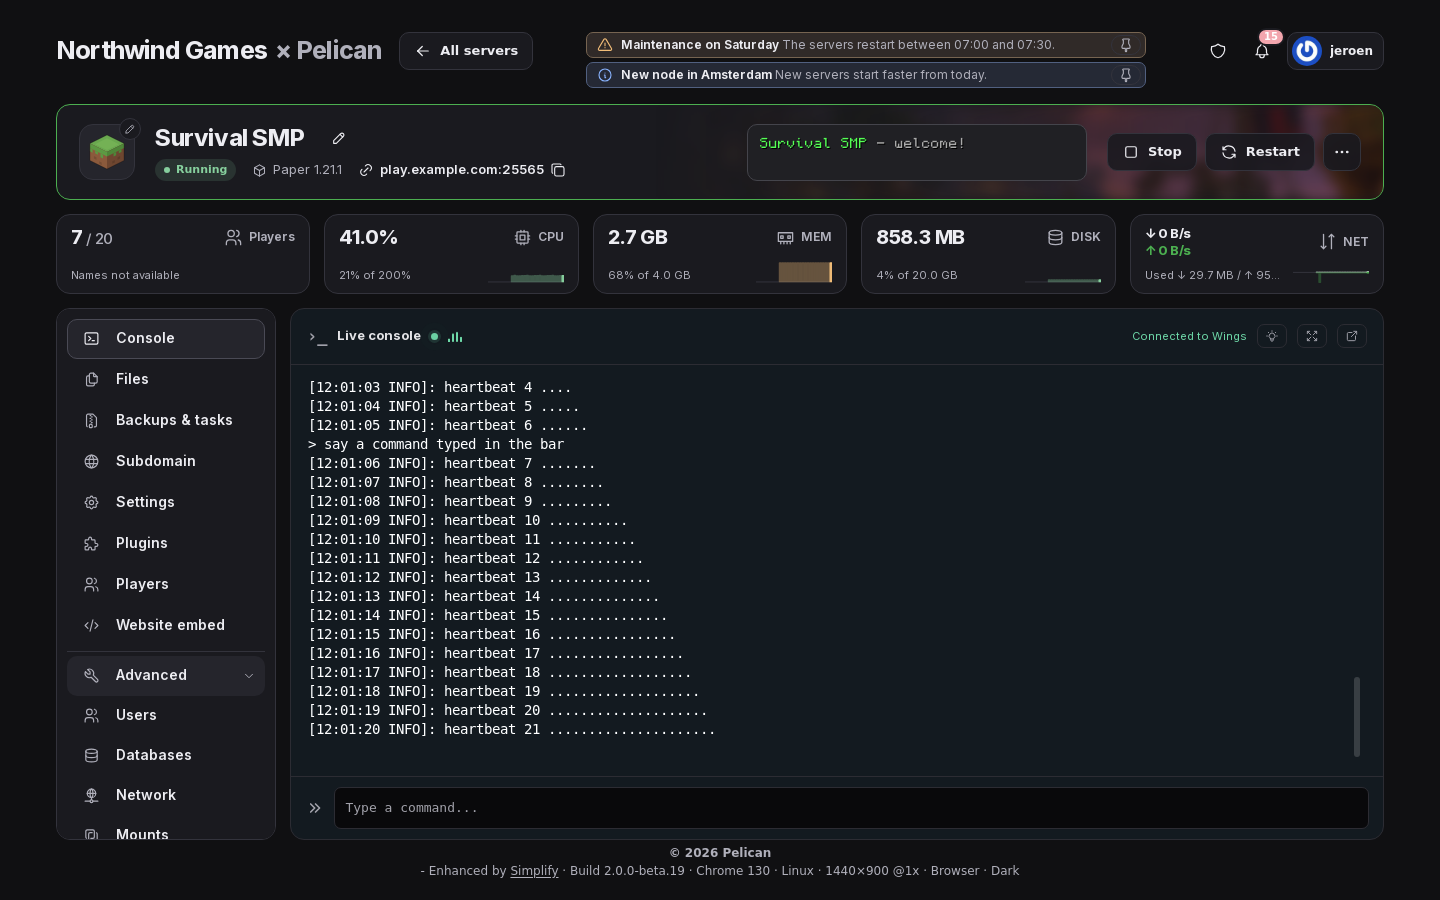 Northwind Games × Pelican
All servers
Maintenance on Saturday The servers restart between 07:00 and 07:30.
New node in Amsterdam New servers start faster from today.
15
jeroen
Survival SMP
Running
Paper 1.21.1
play.example.com:25565
Survival SMP - welcome!
Stop
Restart
7 / 20
Players
Names not available
41.0%
CPU
21% of 200%
2.7 GB
MEM
68% of 4.0 GB
858.3 MB
DISK
4% of 20.0 GB
↓ 0 B/s
↑ 0 B/s
NET
Used ↓ 29.7 MB / ↑ 95...
Console
Files
Backups & tasks
Subdomain
Settings
Plugins
Players
Website embed
Advanced
Users
Databases
Network
Mounts
Live console
Connected to Wings
[12:01:03 INFO]: heartbeat 4 ....
[12:01:04 INFO]: heartbeat 5 .....
[12:01:05 INFO]: heartbeat 6 ......
> say a command typed in the bar
[12:01:06 INFO]: heartbeat 7 .......
[12:01:07 INFO]: heartbeat 8 ........
[12:01:08 INFO]: heartbeat 9 .........
[12:01:09 INFO]: heartbeat 10 ..........
[12:01:10 INFO]: heartbeat 11 ...........
[12:01:11 INFO]: heartbeat 12 ............
[12:01:12 INFO]: heartbeat 13 .............
[12:01:13 INFO]: heartbeat 14 ..............
[12:01:14 INFO]: heartbeat 15 ...............
[12:01:15 INFO]: heartbeat 16 ................
[12:01:16 INFO]: heartbeat 17 .................
[12:01:17 INFO]: heartbeat 18 ..................
[12:01:18 INFO]: heartbeat 19 ...................
[12:01:19 INFO]: heartbeat 20 ....................
[12:01:20 INFO]: heartbeat 21 .....................
Type a command...
© 2026 Pelican
- Enhanced by Simplify · Build 2.0.0-beta.19 · Chrome 130 · Linux · 1440×900 @1x · Browser · Dark